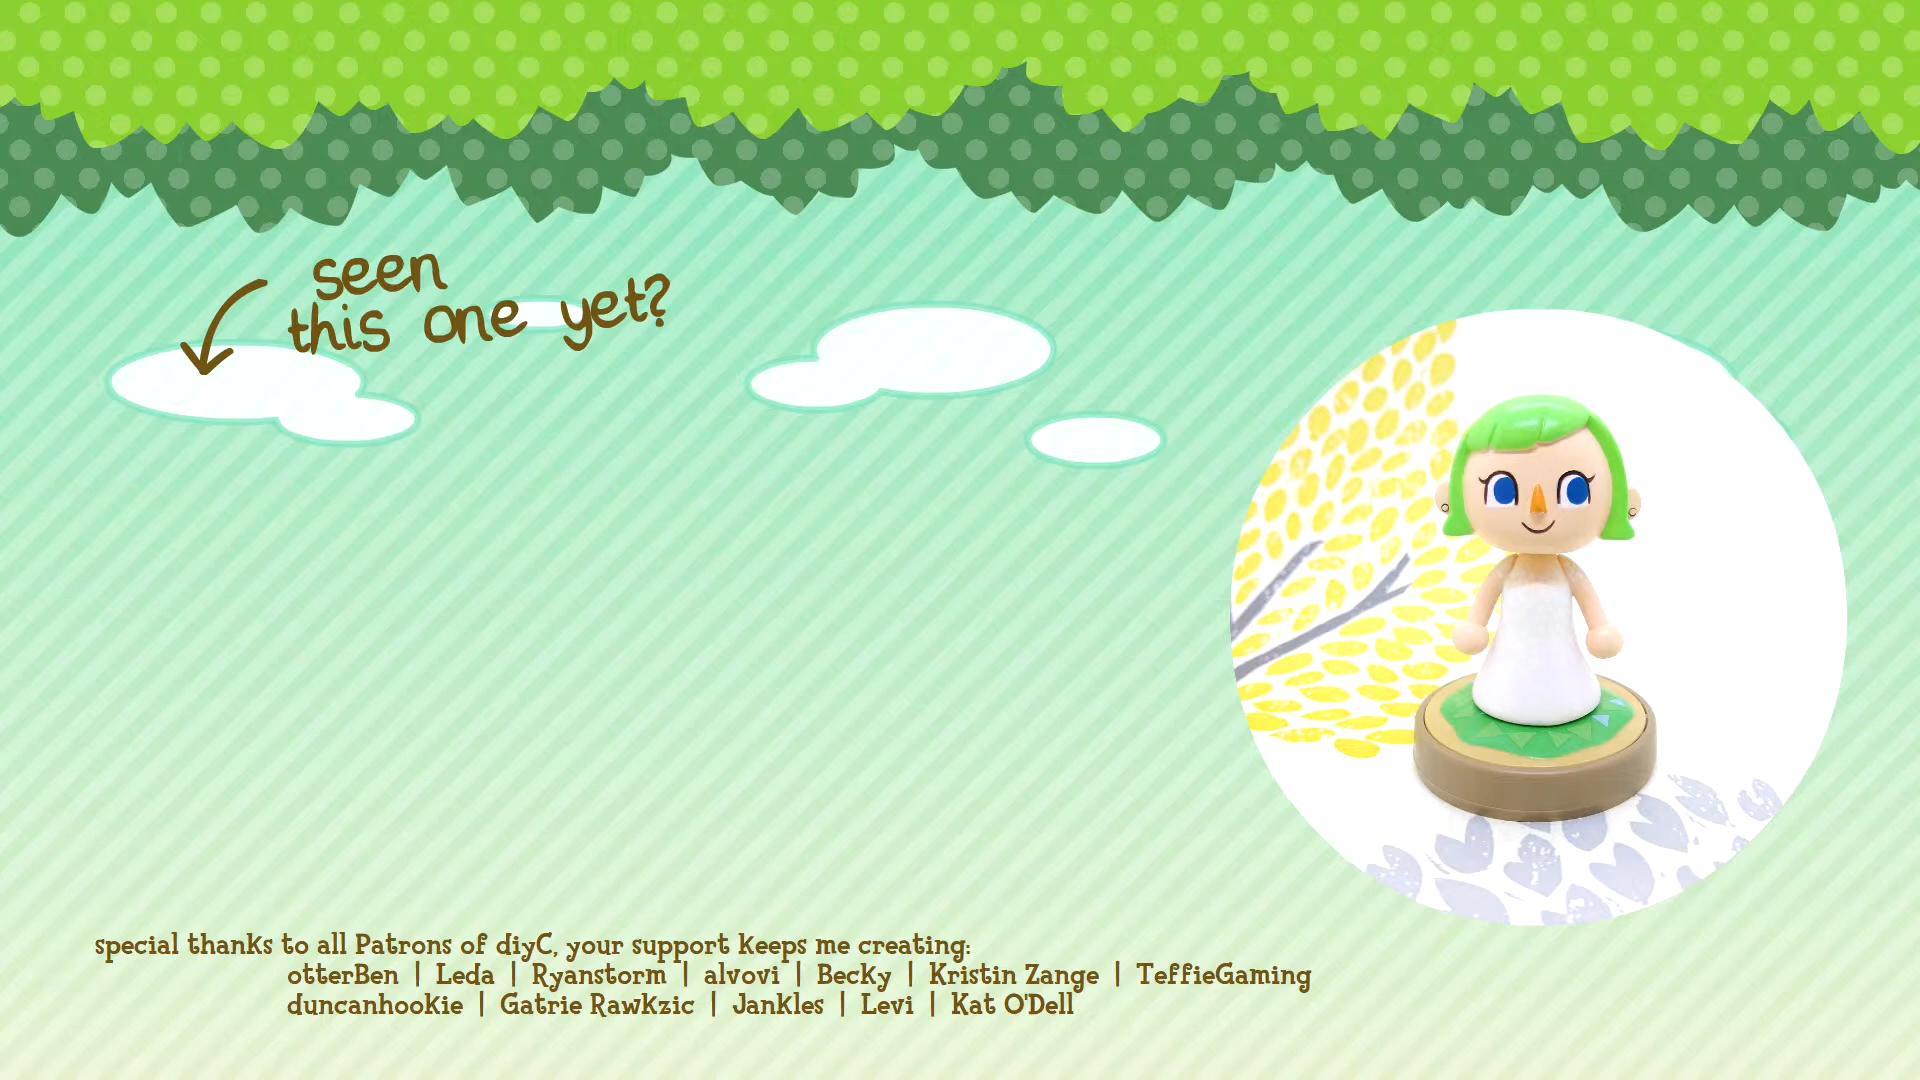 seen
this one yet?
special thanks to all Patrons of diyC, your support keeps me creating:
otterBen | Leda | Ryanstorm | alvovi | Becky | Kristin Zange | TeffieGaming
duncanhookie | Gatrie Rawkzic | Jankles | Levi | Kat O'Dell